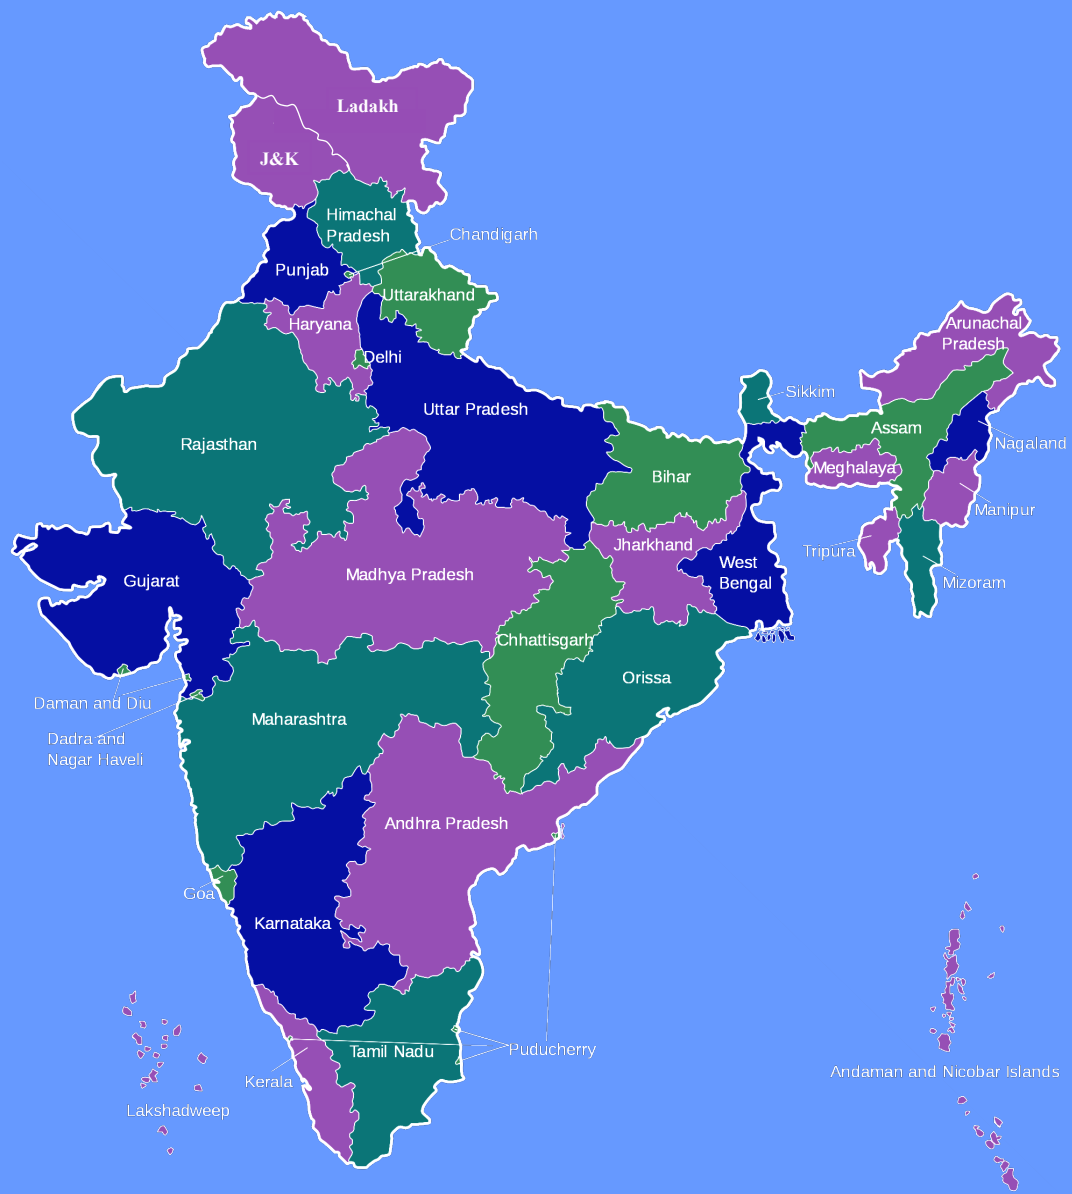 Ladakh
J&K
Himachal
Pradesh
Chandigarh
Punjab
Uttarakhand
Haryana
Arunachal
Pradesh
Delhi
Sikkim
Uttar Pradesh
Assam
Rajasthan
Nagaland
Bihar
Meghalaya
Manipur
Jharkhand
Tripura
West
Bengal
Madhya Pradesh
Gujarat
Mizoram
Chhattisgarh
Orissa
Daman and Diu
Maharashtra
Dadra and
Nagar Haveli
Andhra Pradesh
Goa
Karnataka
Puducherry
Tamil Nadu
Andaman and Nicobar Islands
Kerala
Lakshadweep